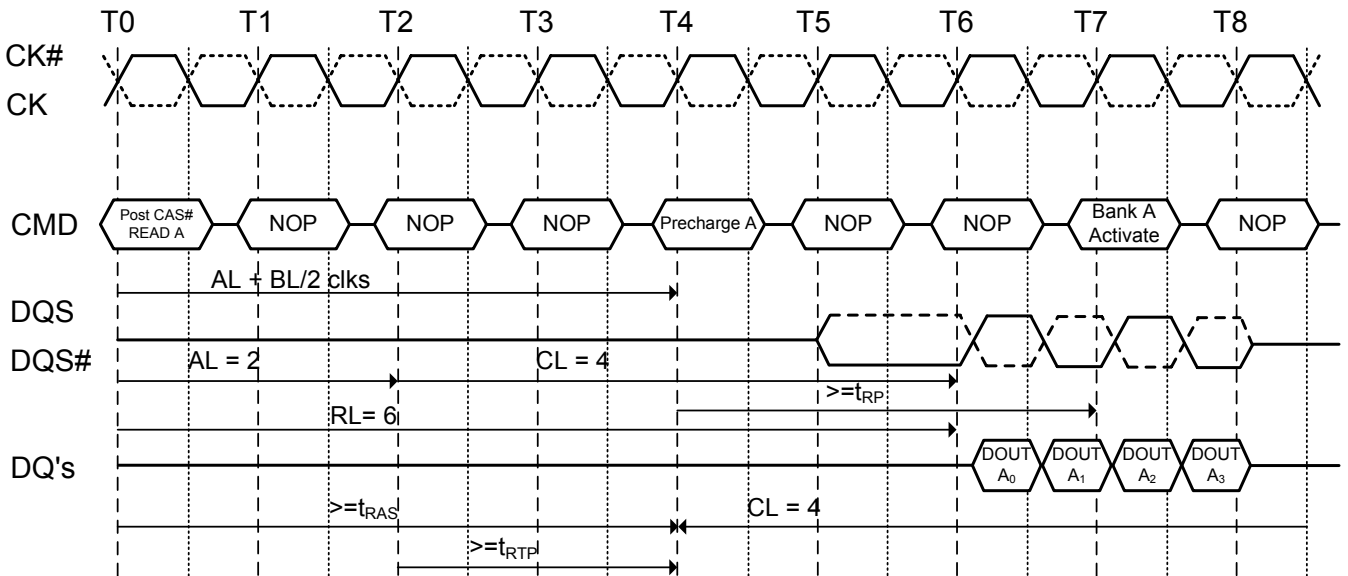 T0 T1 T2 T3 T4 T5 T6 T7 T8
CK#
CK
CMD
Post CAS#
READ A
NOP
NOP
NOP
Precharge A
NOP
NOP
Bank A
Activate
NOP
AL + BL/2 clks
DQS
DQS#
AL = 2
CL = 4
>=tRP
RL= 6
DQ's
DOUT
A0
DOUT
A1
DOUT
A2
DOUT
A3
>=tRAS
CL = 4
>=tRTP